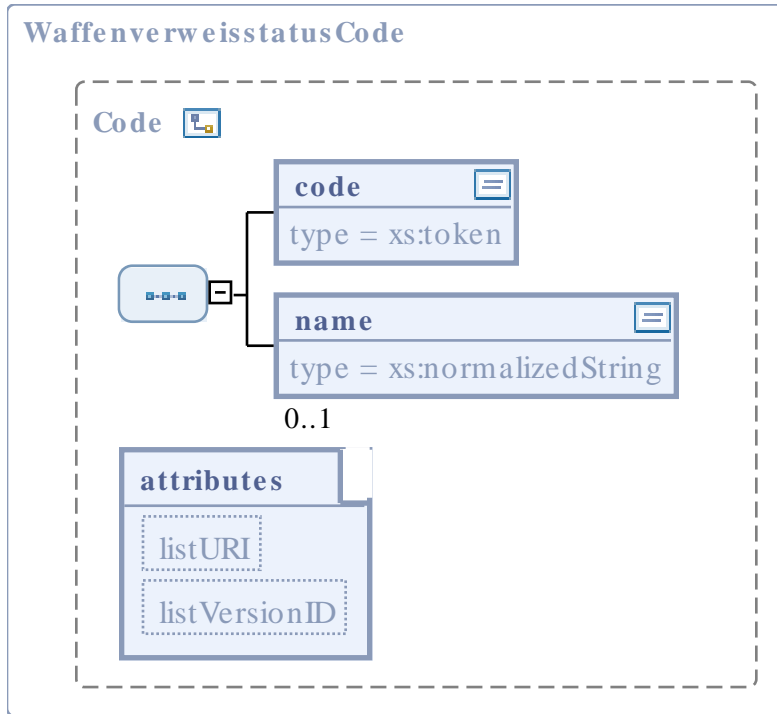 WaffenverweisstatusCode
Code
code
type = xs:token
name
type = xs:normalizedString
0..1
attributes
listURI
listVersionID